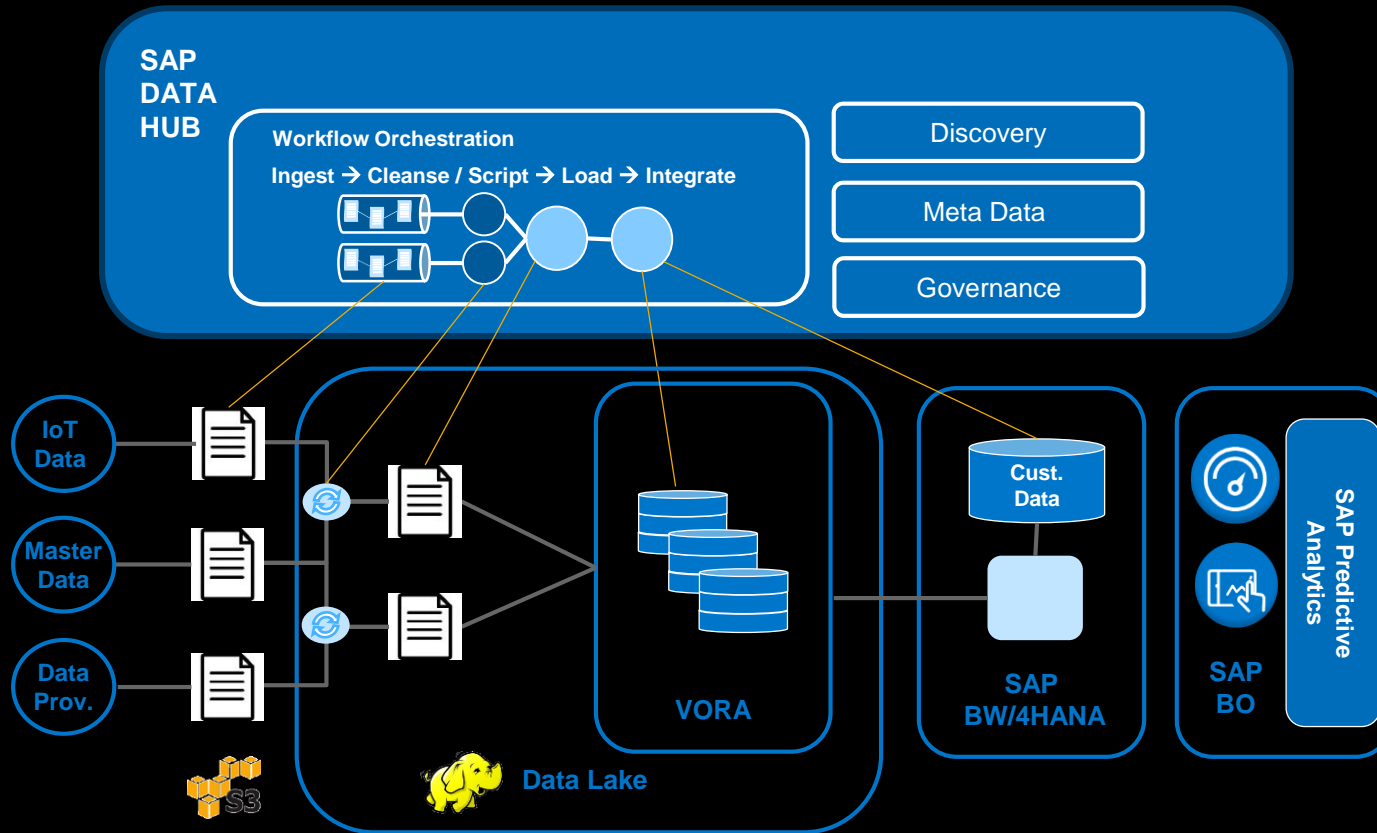 SAP
DATA
HUB
Workflow Orchestration
Ingest → Cleanse / Script → Load → Integrate
Discovery
Meta Data
Governance
IoT
Data
Master
Data
Data
Prov.
S3
Data Lake
VORA
Cust.
Data
SAP
BW/4HANA
SAP
BO
SAP Predictive
Analytics